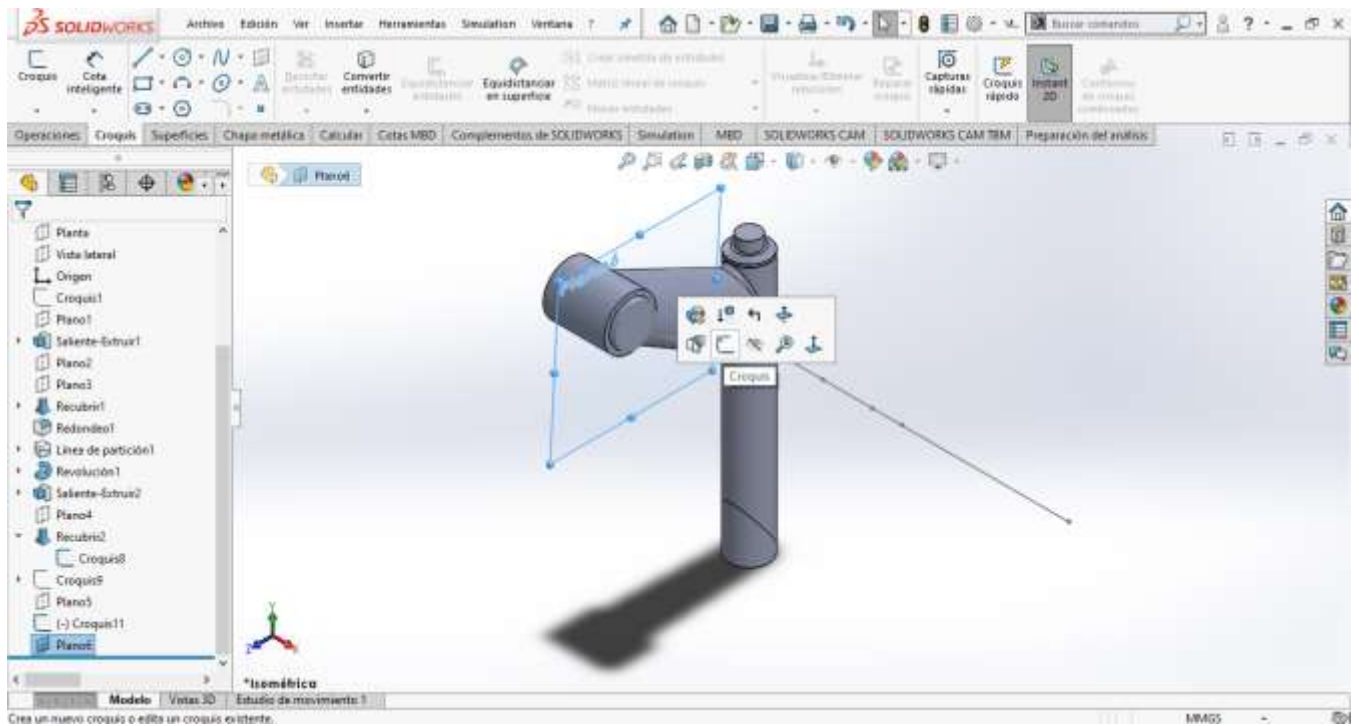 SOLIDWORKS
Archivo Edición Ver Insertar Herramientas Simulation Ventana ?
Buscar comandos
Croquis
Cota inteligente
Convertir entidades
Equidistanciar en superficie
Capturas rápidas
Croquis rápido
Instant 2D
Operaciones Croquis Superficies Chapa metálica Calcular Cotas MBD Complementos de SOLIDWORKS Simulation MBD SOLIDWORKS CAM SOLIDWORKS CAM TBM Preparación del análisis
Plano6
Planta
Vista lateral
Origen
Croquis1
Plano1
Saliente-Extruir1
Plano2
Plano3
Recubrir1
Redondeo1
Línea de partición1
Revolución1
Saliente-Extruir2
Plano4
Recubrir2
Croquis8
Croquis9
Plano5
(-) Croquis11
Plano6
Croquis
Y
Z
X
*Isométrica
Modelo Vistas 3D Estudio de movimiento 1
Crea un nuevo croquis o edita un croquis existente.
MMGS